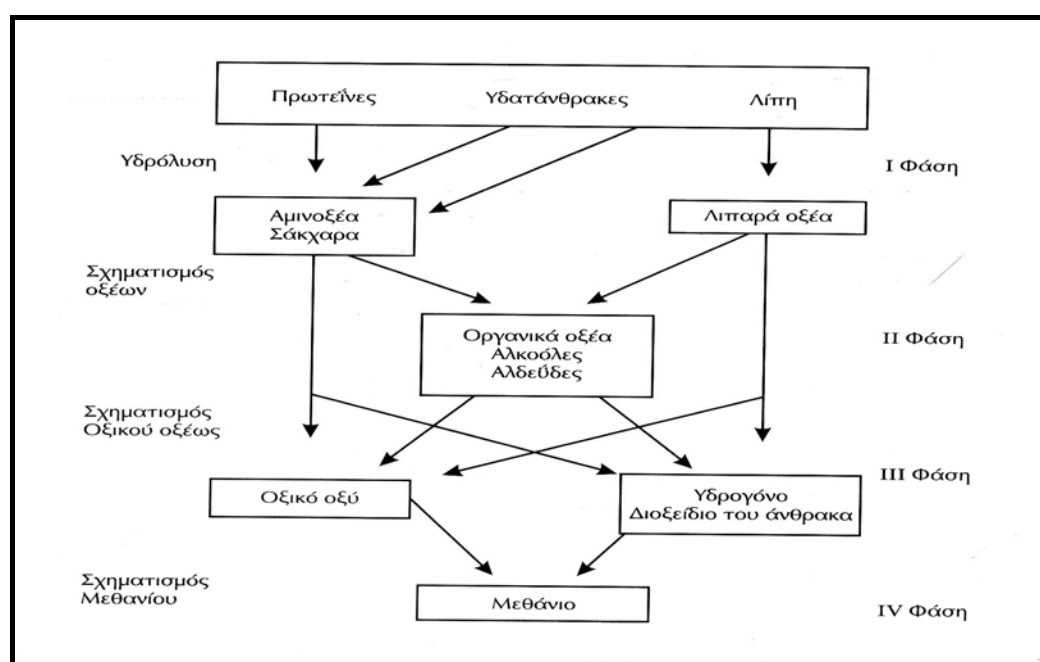 Πρωτεΐνες Υδατάνθρακες Λίπη
Υδρόλυση
Ι Φάση
Αμινοξέα
Σάκχαρα
Λιπαρά οξέα
Σχηματισμός
οξέων
Οργανικά οξέα
Αλκοόλες
Αλδεΰδες
ΙΙ Φάση
Σχηματισμός
Οξικού οξέως
Οξικό οξύ
Υδρογόνο
Διοξείδιο του άνθρακα
ΙΙΙ Φάση
Σχηματισμός
Μεθανίου
Μεθάνιο
IV Φάση